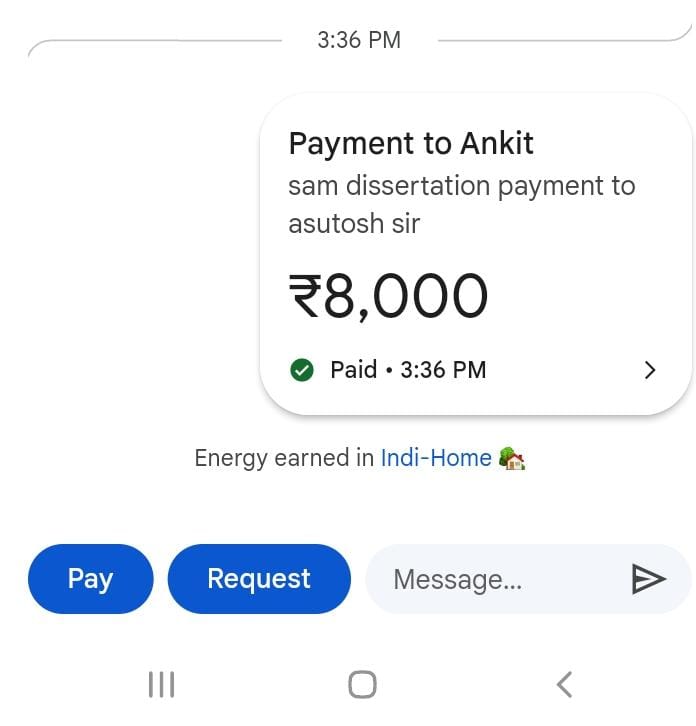 3:36 PM
Payment to Ankit
sam dissertation payment to
asutosh sir
₹8,000
Paid • 3:36 PM
Energy earned in Indi-Home
Pay
Request
Message...